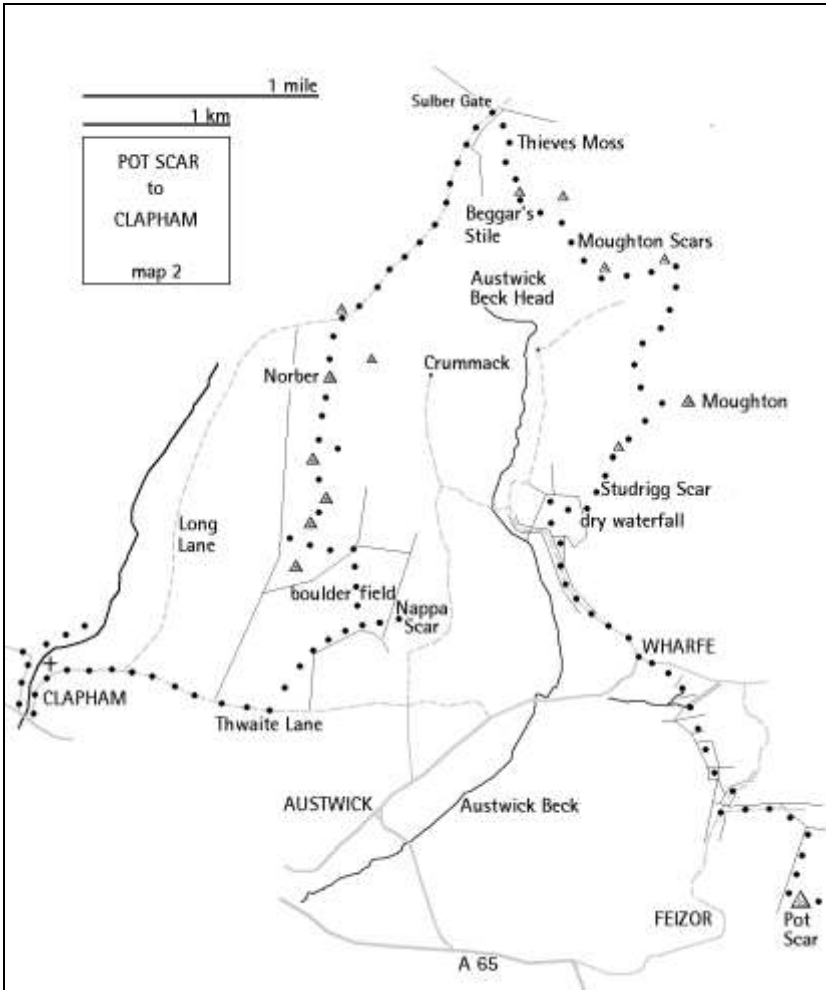 1 mile
1 km
POT SCAR
to
CLAPHAM
map 2
Sulber Gate
Thieves Moss
Beggar's
Stile
Moughton Scars
Austwick
Beck Head
Norber
Crummack
Moughton
Studrigg Scar
dry waterfall
Long
Lane
boulder field
Nappa
Scar
WHARFE
CLAPHAM
Thwaite Lane
AUSTWICK
Austwick Beck
FEIZOR
Pot
Scar
A 65